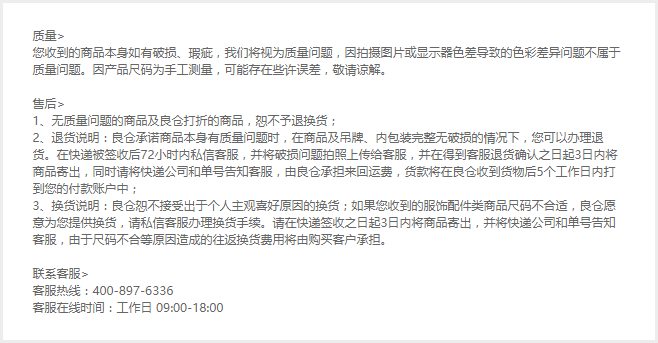 质量>
您收到的商品本身如有破损、瑕疵，我们将视为质量问题，因拍摄图片或显示器色差导致的色彩差异问题不属于
质量问题。因产品尺码为手工测量，可能存在些许误差，敬请谅解。
售后>
1、无质量问题的商品及良仓打折的商品，恕不予退换货；
2、退货说明：良仓承诺商品本身有质量问题时，在商品及吊牌、内包装完整无破损的情况下，您可以办理退
货。在快递被签收后72小时内私信客服，并将破损问题拍照上传给客服，并在得到客服退货确认之日起3日内将
商品寄出，同时请将快递公司和单号告知客服，由良仓承担来回运费，货款将在良仓收到货物后5个工作日内打
到您的付款账户中；
3、换货说明：良仓恕不接受出于个人主观喜好原因的换货；如果您收到的服饰配件类商品尺码不合适，良仓愿
意为您提供换货，请私信客服办理换货手续。请在快递签收之日起3日内将商品寄出，并将快递公司和单号告知
客服，由于尺码不合等原因造成的往返换货费用将由购买客户承担。
联系客服>
客服热线：400-897-6336
客服在线时间：工作日 09:00-18:00